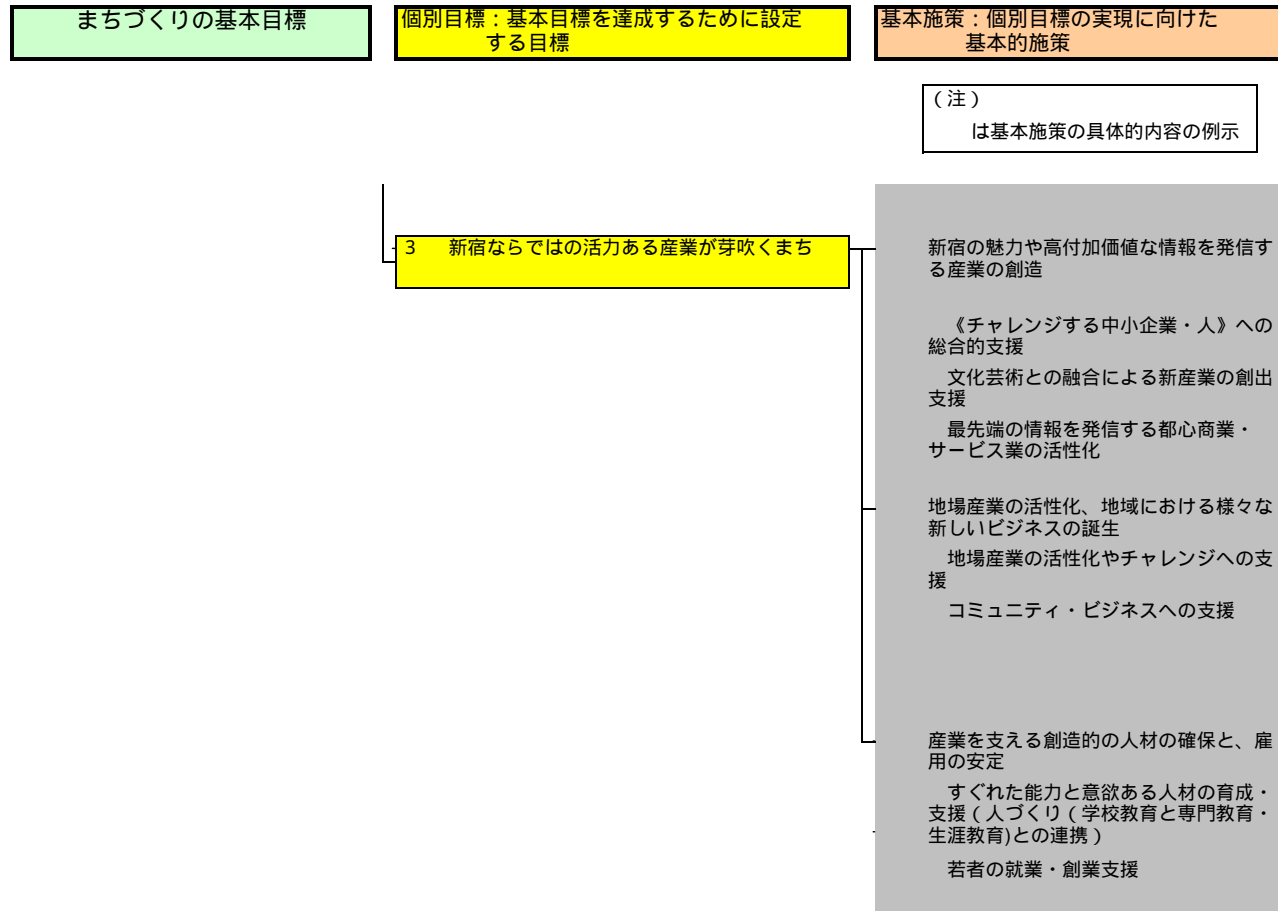 まちづくりの基本目標
個別目標：基本目標を達成するために設定
する目標
基本施策：個別目標の実現に向けた
基本的施策
（注）
は基本施策の具体的内容の例示
3 新宿ならではの活力ある産業が芽吹くまち
新宿の魅力や高付加価値な情報を発信す
る産業の創造
《チャレンジする中小企業・人》への
総合的支援
文化芸術との融合による新産業の創出
支援
最先端の情報を発信する都心商業・
サービス業の活性化
地場産業の活性化、地域における様々な
新しいビジネスの誕生
地場産業の活性化やチャレンジへの支
援
コミュニティ・ビジネスへの支援
産業を支える創造的の人材の確保と、雇
用の安定
すぐれた能力と意欲ある人材の育成・
支援（人づくり（学校教育と専門教育・
生涯教育)との連携）
若者の就業・創業支援